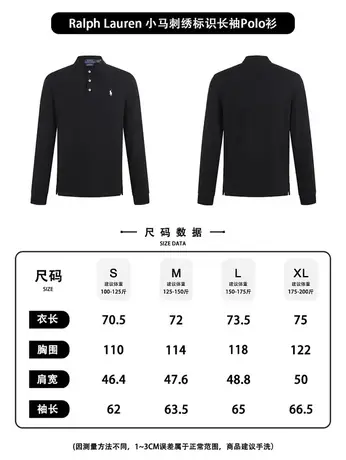 Ralph Lauren 小马刺绣标识长袖Polo衫
尺码数据
SIZE DATA
尺码
SIZE
S
建议体重
100-125斤
M
建议体重
125-150斤
L
建议体重
150-175斤
XL
建议体重
175-200斤
衣长 70.5 72 73.5 75
胸围 110 114 118 122
肩宽 46.4 47.6 48.8 50
袖长 62 63.5 65 66.5
(因测量方法不同，1~3CM误差属于正常范围，商品建议手洗)